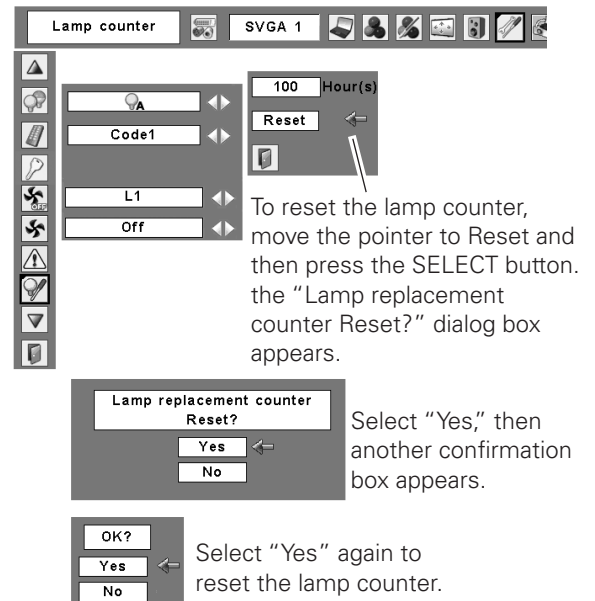 Lamp counter
SVGA 1
A
Code1
L1
Off
OFF
100 Hour(s)
Reset
To reset the lamp counter,
move the pointer to Reset and
then press the SELECT button.
the “Lamp replacement
counter Reset?” dialog box
appears.
Lamp replacement counter
Reset?
Yes
No
Select “Yes,” then
another confirmation
box appears.
OK?
Yes
No
Select “Yes” again to
reset the lamp counter.